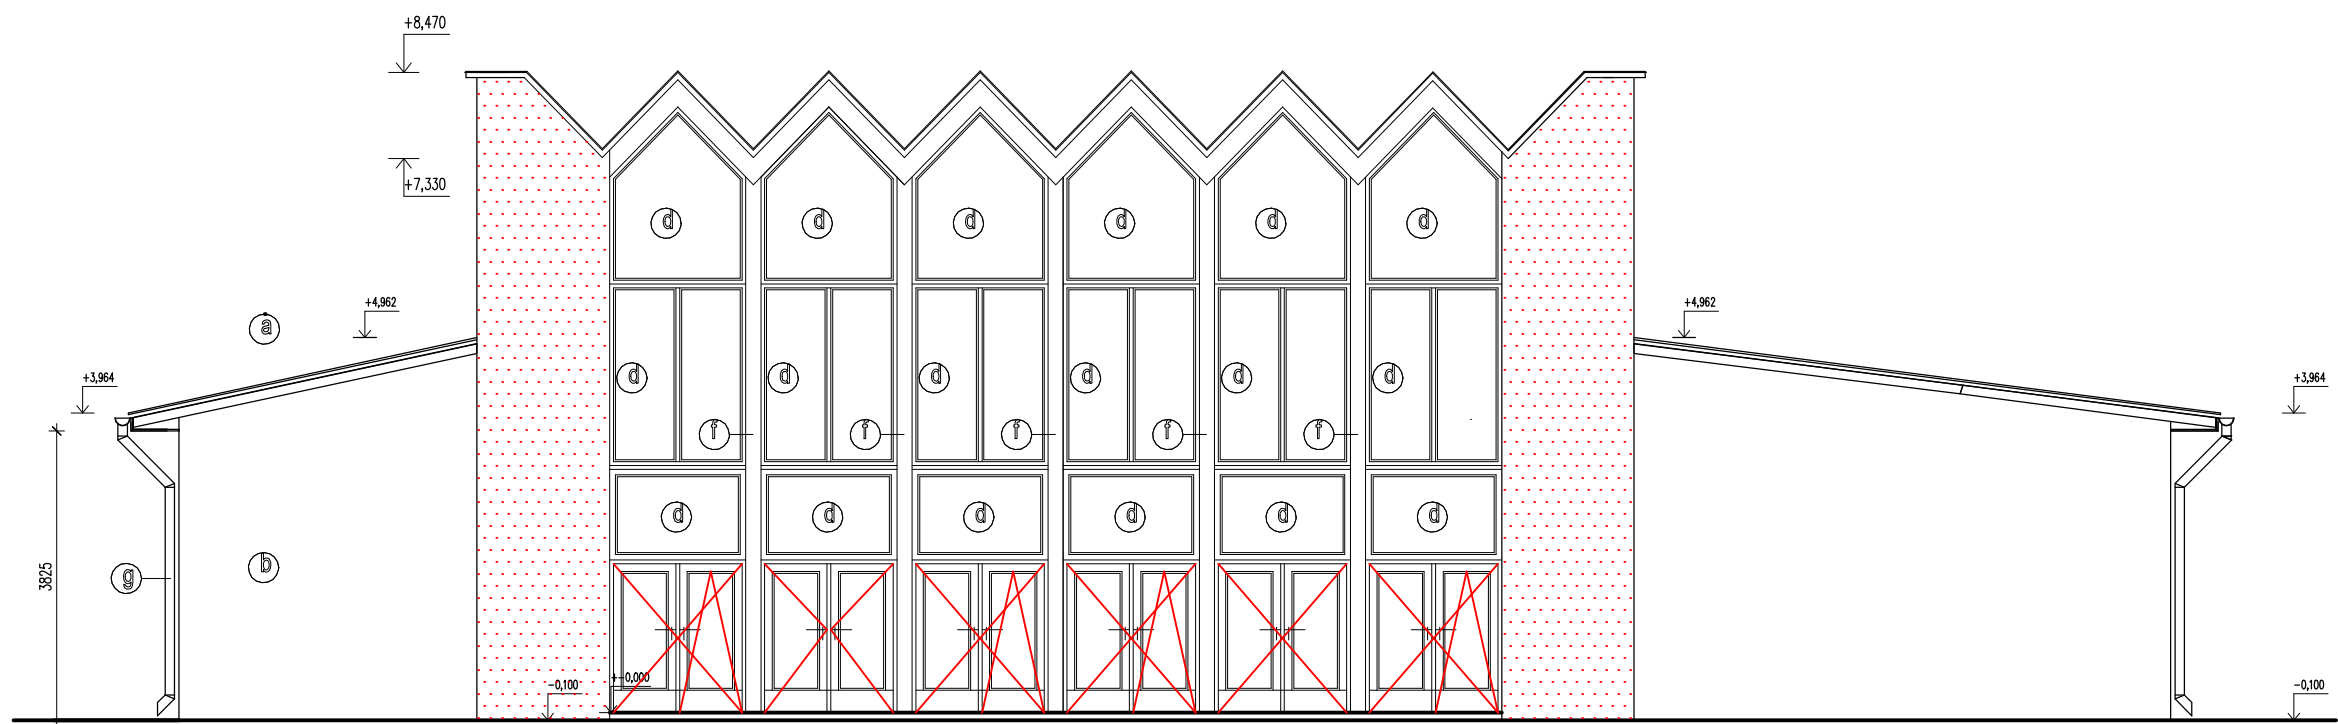 +8,470
+7,330
d d d d d d
+4,962
+4,962
a
+3,964
+3,964
d d d d d d
f f f f f
d d d d d d
3825
g
b
-0,100
+-0,000
-0,100